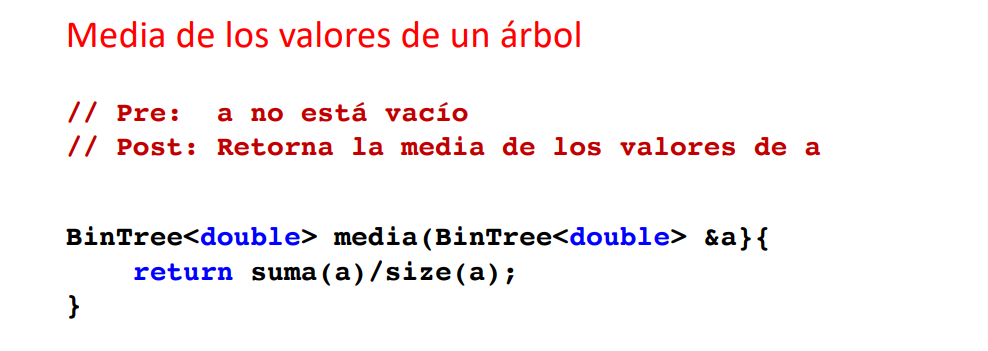 Media de los valores de un árbol
// Pre:  a no está vacío
// Post: Retorna la media de los valores de a
BinTree<double> media(BinTree<double> &a}{
    return suma(a)/size(a);
}